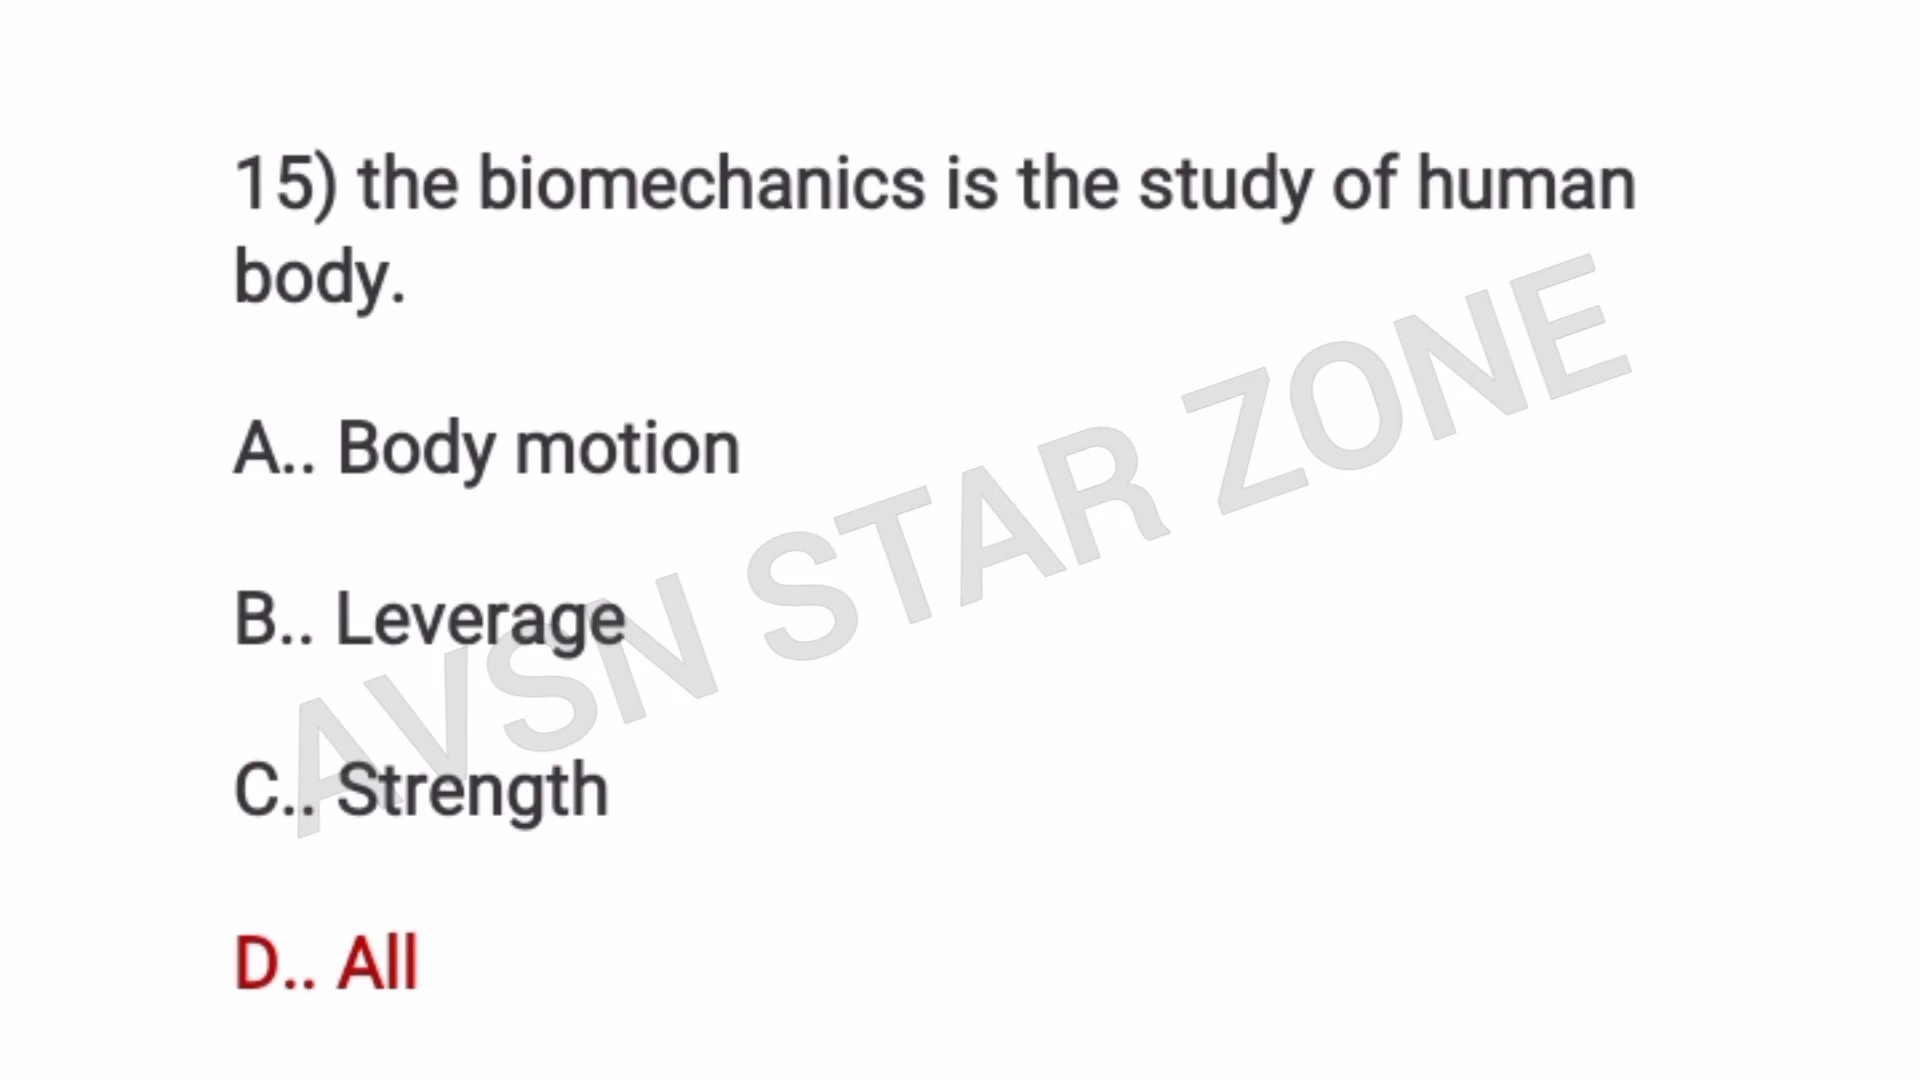 15) the biomechanics is the study of human
body.
A.. Body motion
B.. Leverage
C.. Strength
D.. All
AVSN STAR ZONE